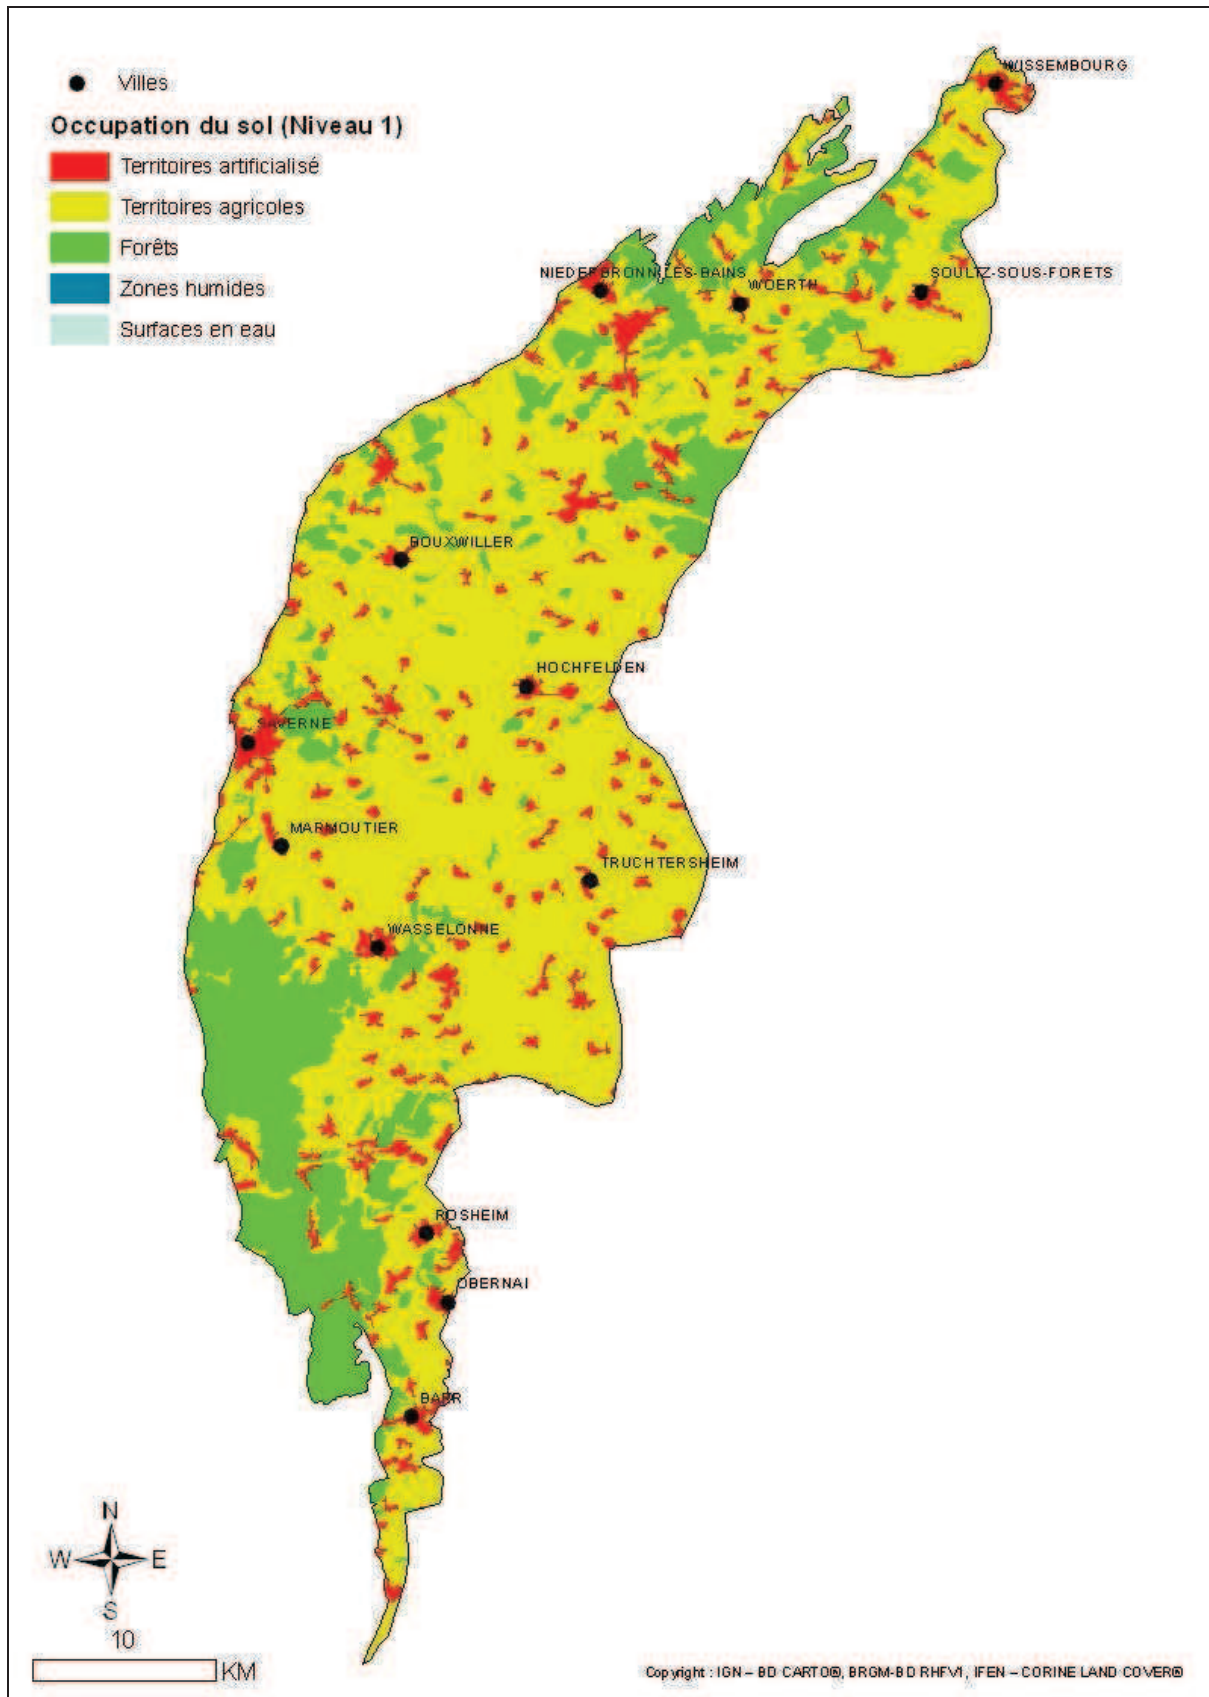 Villes
Occupation du sol (Niveau 1)
Territoires artificialisé
Territoires agricoles
Forêts
Zones humides
Surfaces en eau
WISSEMBOURG
NIEDERBRONN-LES-BAINS
WOERTH
SOULTZ-SOUS-FORETS
BOUXWILLER
HOCHFELDEN
SAVERNE
MARMOUTIER
TRUCHTERSHEIM
WASSELONNE
ROSHEIM
OBERNAI
BARR
N
W
E
S
10
KM
Copyright : IGN – BD CARTO®, BRGM-BD RHFV1, IFEN – CORINE LAND COVER®